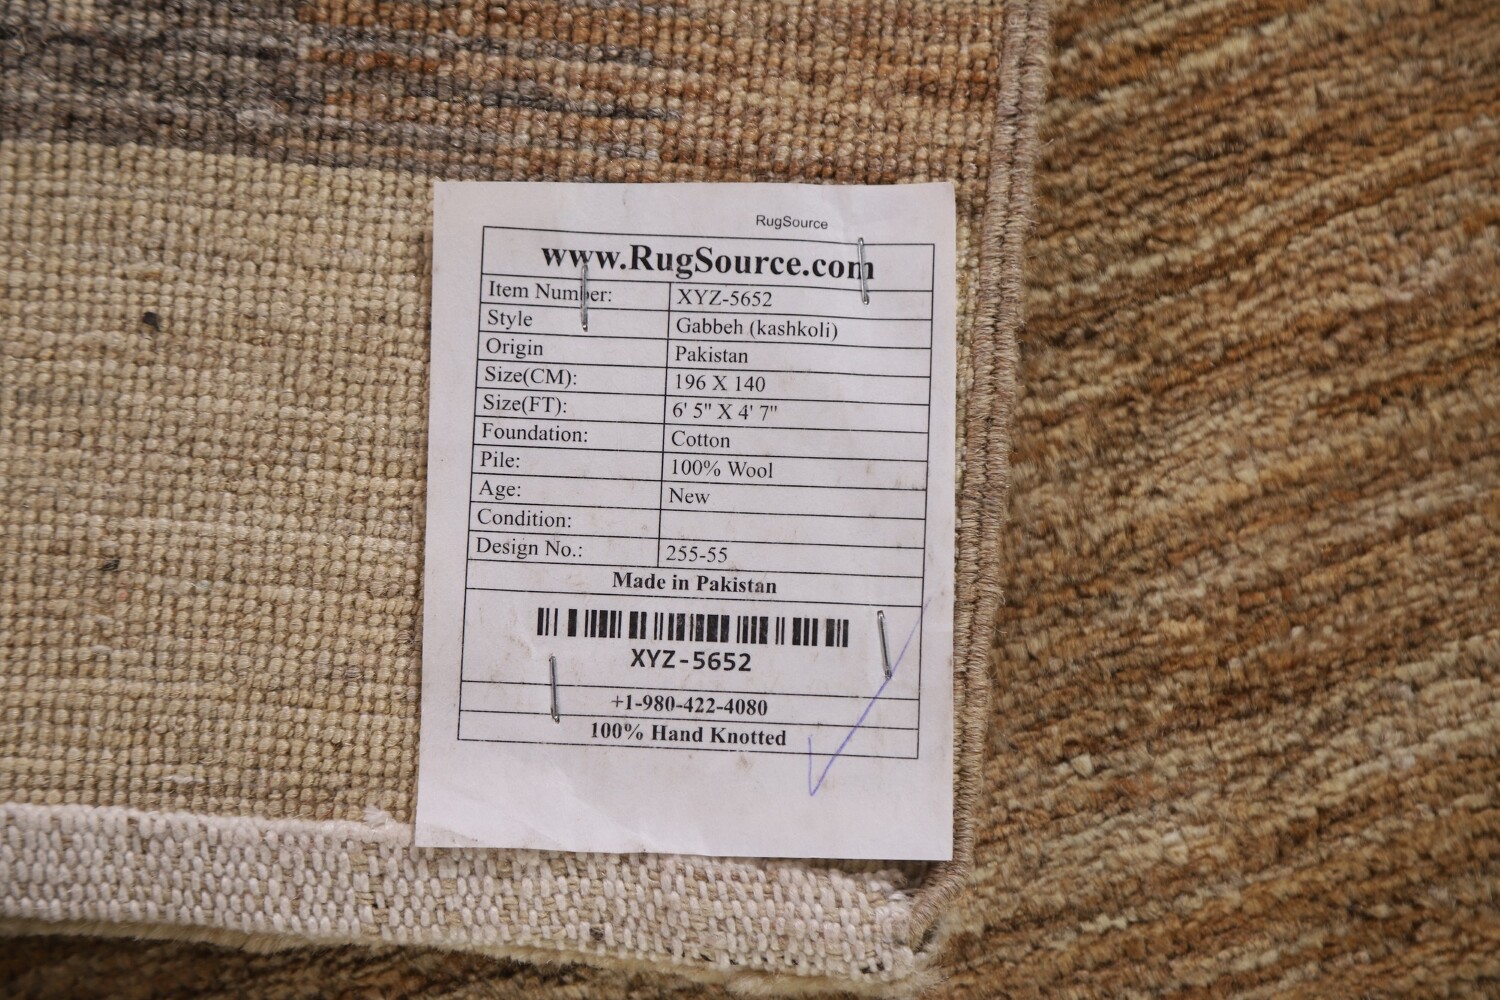 RugSource
www.RugSource.com
Item Number: XYZ-5652
Style Gabbeh (kashkoli)
Origin Pakistan
Size(CM): 196 X 140
Size(FT): 6' 5" X 4' 7"
Foundation: Cotton
Pile: 100% Wool
Age: New
Condition:
Design No.: 255-55
Made in Pakistan
XYZ-5652
+1-980-422-4080
100% Hand Knotted